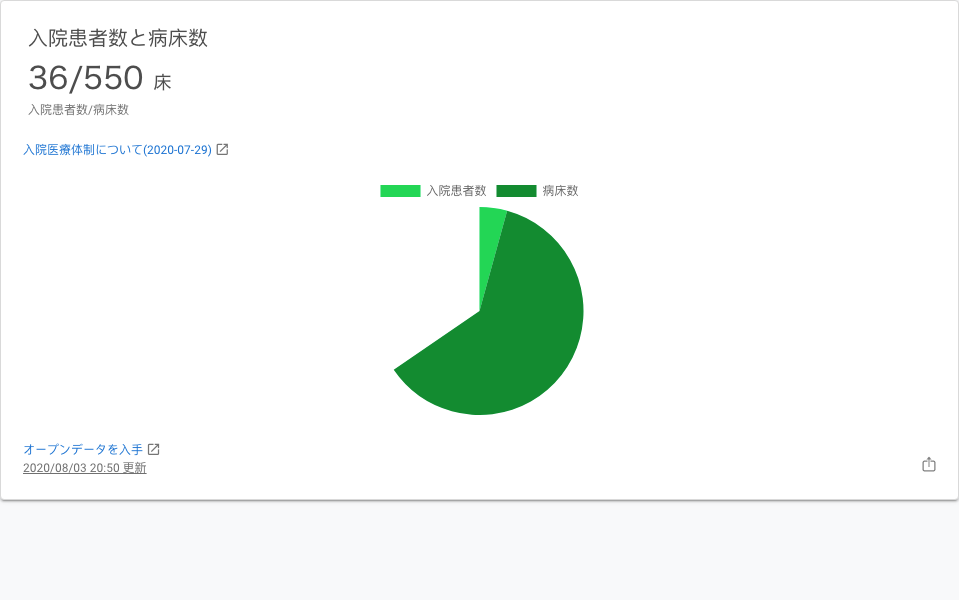 入院患者数と病床数
36/550 床
入院患者数/病床数
入院医療体制について(2020-07-29)
入院患者数 病床数
オープンデータを入手
2020/08/03 20:50 更新